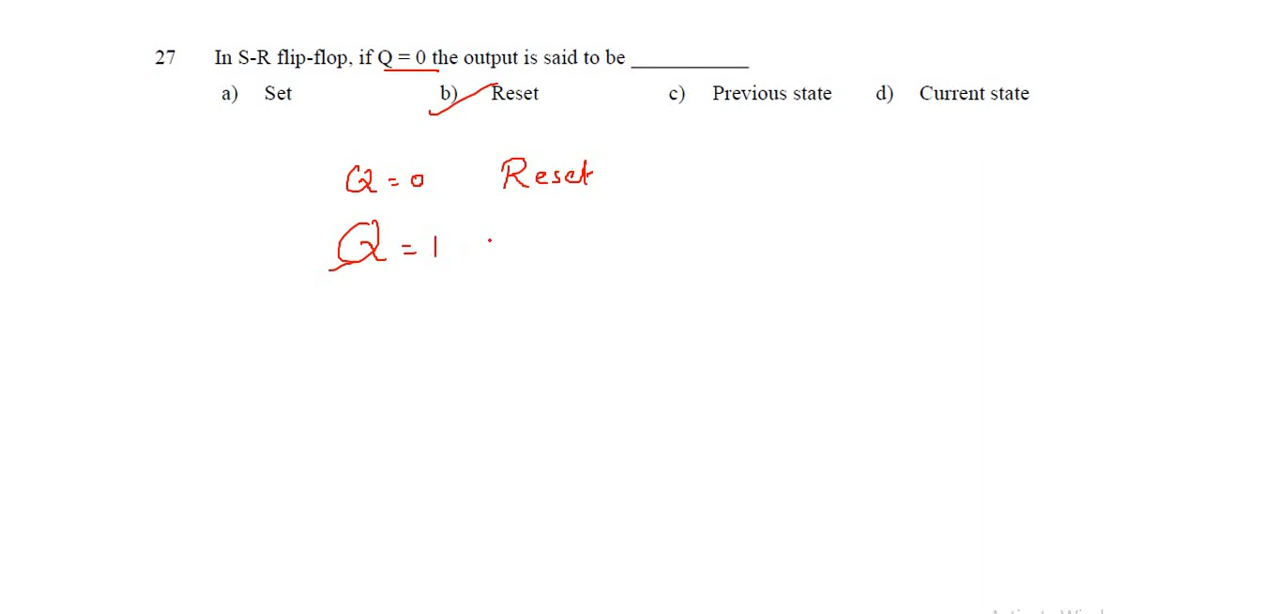 27 In S-R flip-flop, if Q = 0 the output is said to be ___________
a) Set b) Reset c) Previous state d) Current state
Q = 0 Reset
Q = 1